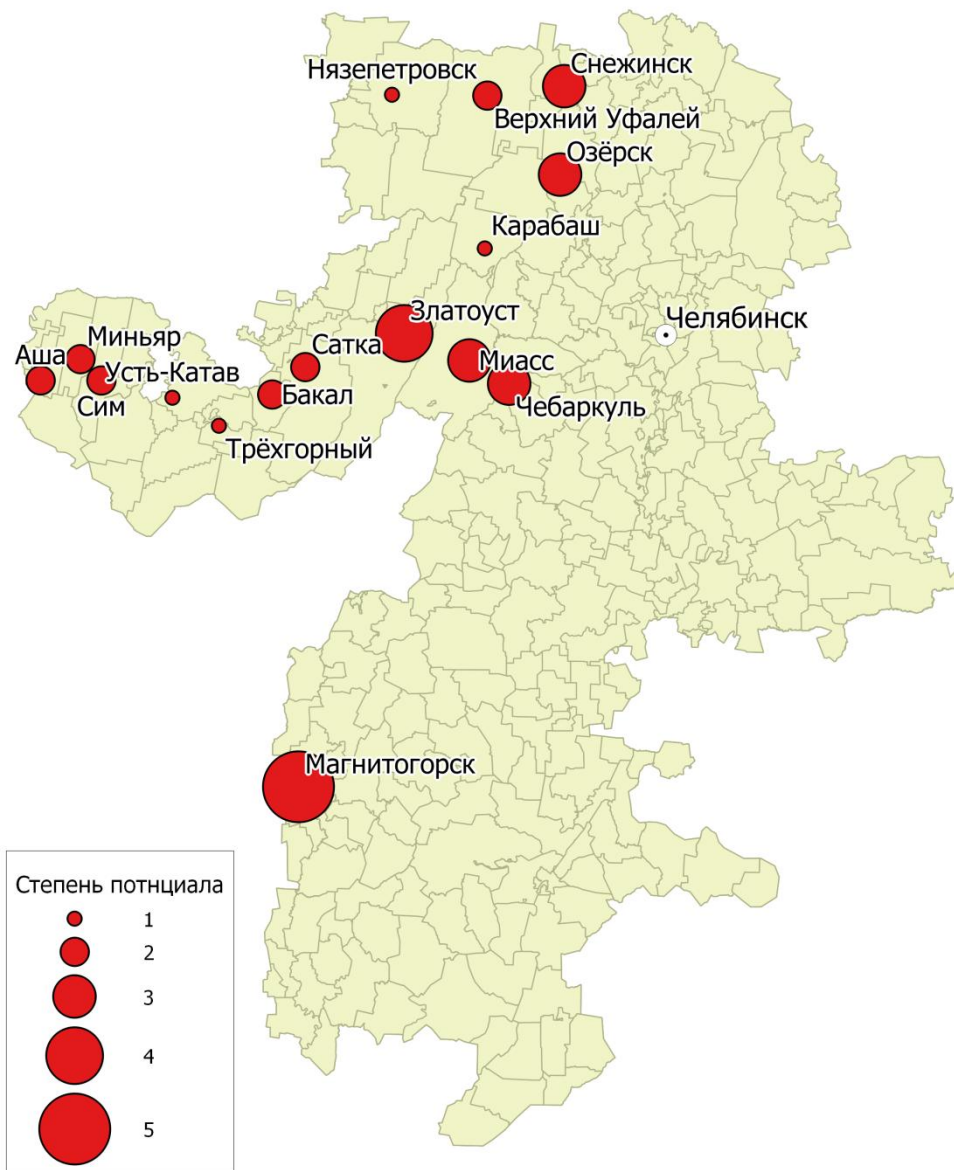 Нязепетровск
Снежинск
Верхний Уфалей
Озёрск
Карабаш
Златоуст
Челябинск
Миньяр
Сатка
Миасс
Аша
Усть-Катав
Бакал
Сим
Чебаркуль
Трёхгорный
Магнитогорск
Степень потнциала
1
2
3
4
5